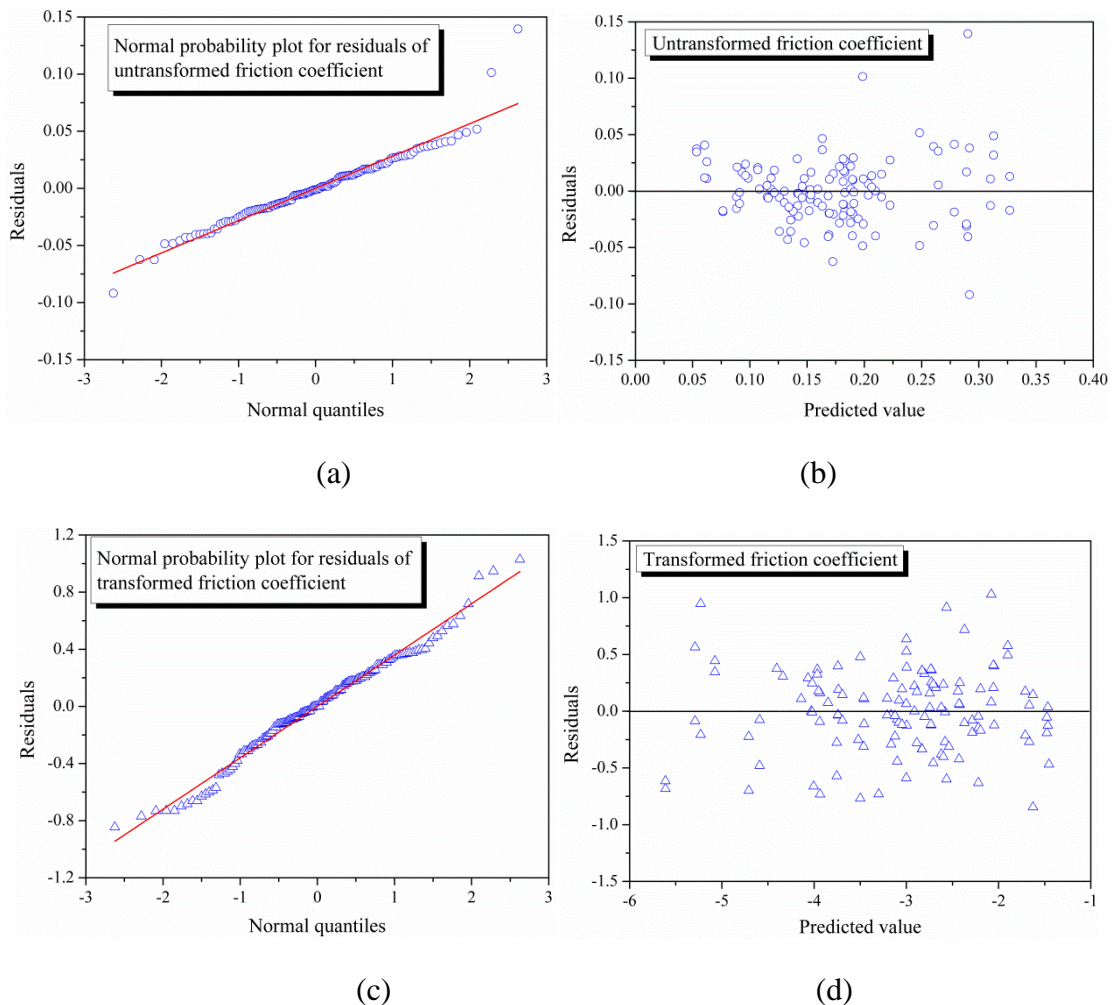 Normal probability plot for residuals of
untransformed friction coefficient
0.15
0.10
0.05
0.00
-0.05
-0.10
-0.15
Residuals
-3 -2 -1 0 1 2 3
Normal quantiles
(a)
Untransformed friction coefficient
0.15
0.10
0.05
0.00
-0.05
-0.10
-0.15
Residuals
0.00 0.05 0.10 0.15 0.20 0.25 0.30 0.35 0.40
Predicted value
(b)
Normal probability plot for residuals of
transformed friction coefficient
1.2
0.8
0.4
0.0
-0.4
-0.8
-1.2
Residuals
-3 -2 -1 0 1 2 3
Normal quantiles
(c)
Transformed friction coefficient
1.5
1.0
0.5
0.0
-0.5
-1.0
-1.5
Residuals
-6 -5 -4 -3 -2 -1
Predicted value
(d)